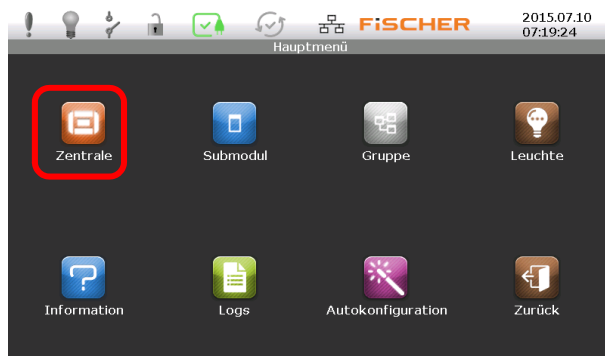 FiSCHER
2015.07.10
07:19:24
Hauptmenü
Zentrale
Submodul
Gruppe
Leuchte
Information
Logs
Autokonfiguration
Zurück